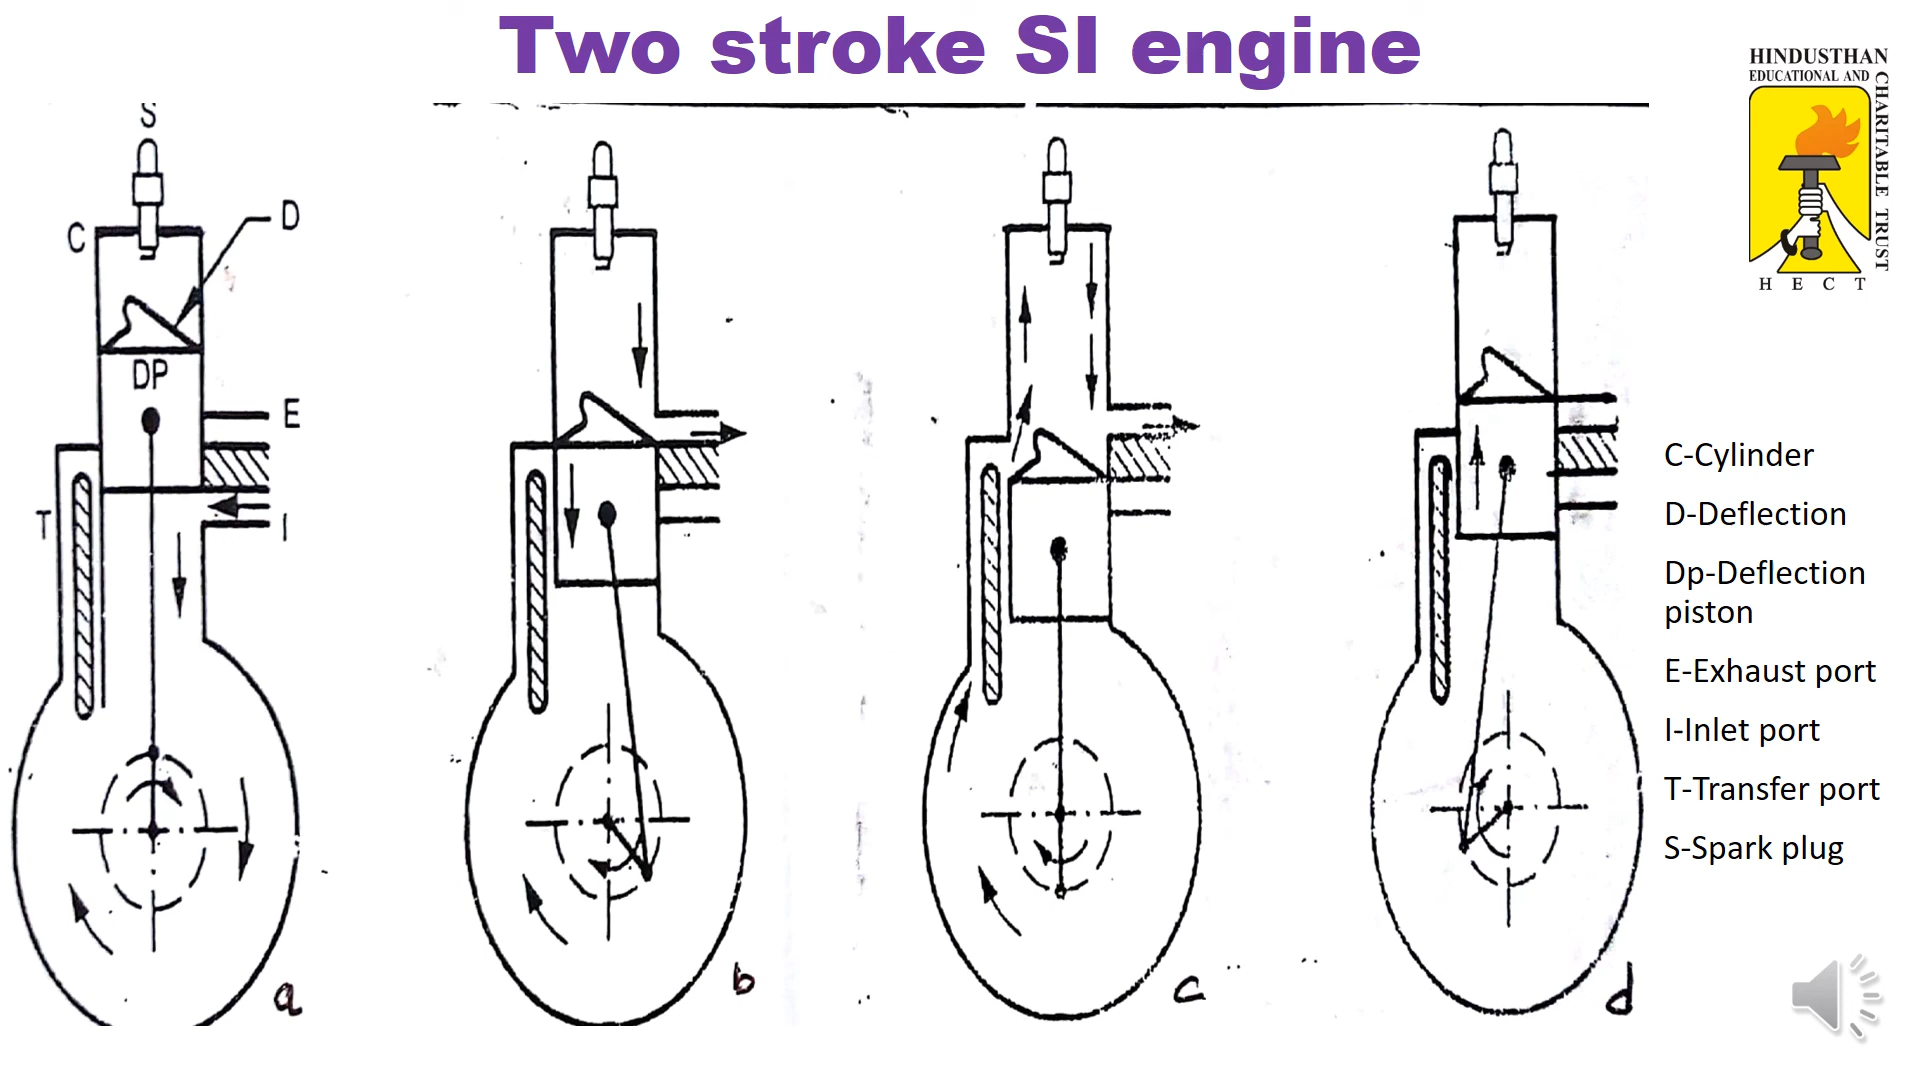 Two stroke SI engine
HINDUSTHAN
EDUCATIONAL AND
CHARITABLE TRUST
H E C T
S
C
D
DP
E
T
I
a
b
c
d
C-Cylinder
D-Deflection
Dp-Deflection
piston
E-Exhaust port
I-Inlet port
T-Transfer port
S-Spark plug